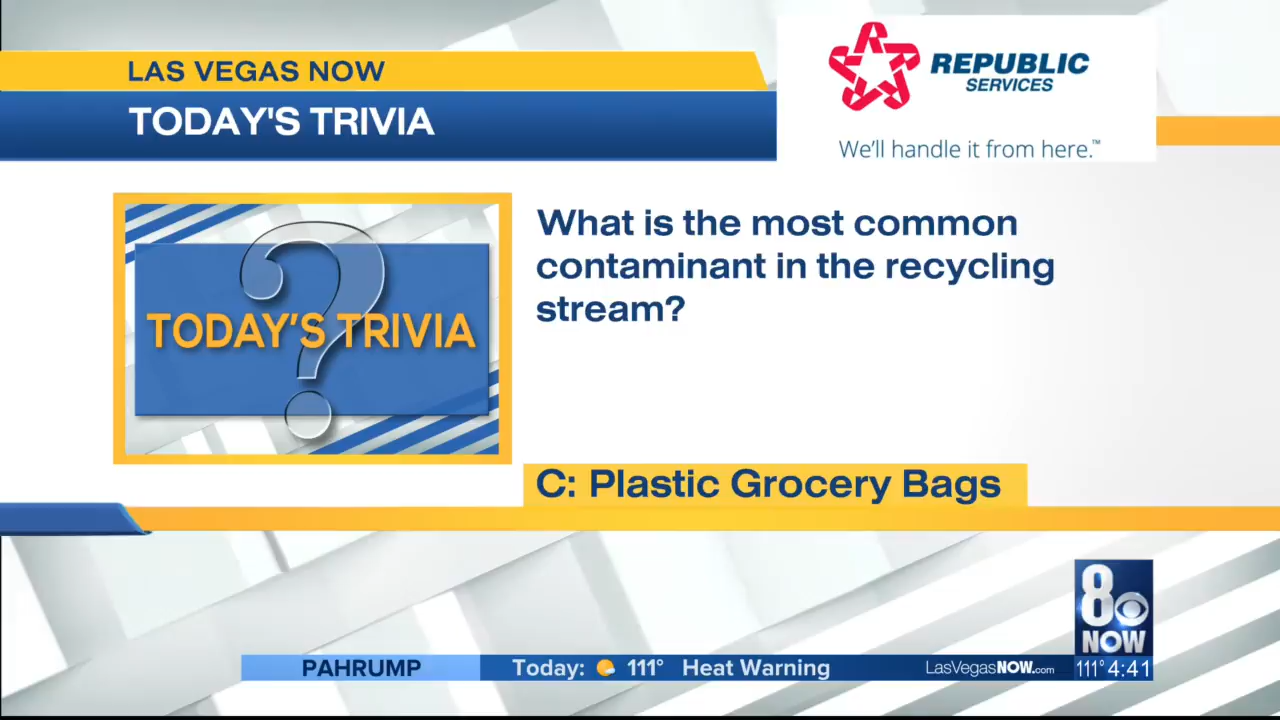 LAS VEGAS NOW
TODAY'S TRIVIA
REPUBLIC
SERVICES
We'll handle it from here.™
TODAY'S TRIVIA
What is the most common
contaminant in the recycling
stream?
C: Plastic Grocery Bags
8
NOW
PAHRUMP Today: 111° Heat Warning LasVegasNOW.com 111° 4:41